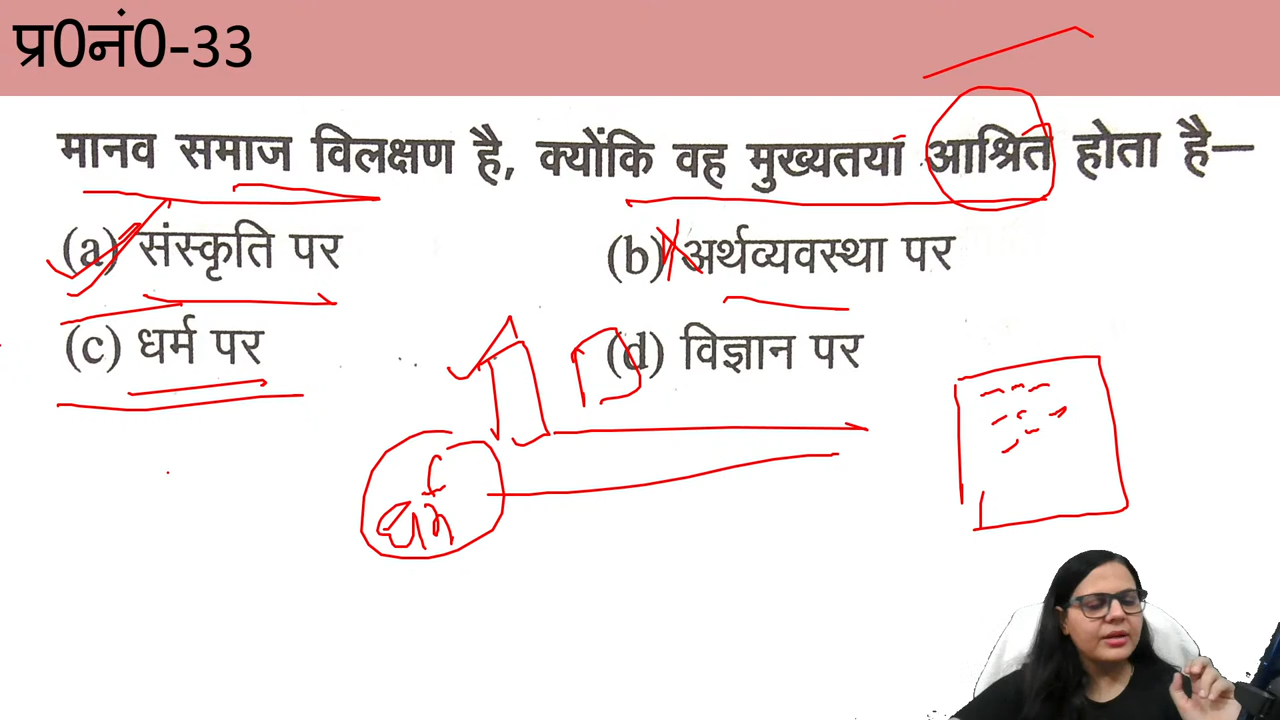 प्र0नं0-33
मानव समाज विलक्षण है, क्योंकि वह मुख्यतयां आश्रित होता है—
(a) संस्कृति पर (b) अर्थव्यवस्था पर
(c) धर्म पर (d) विज्ञान पर